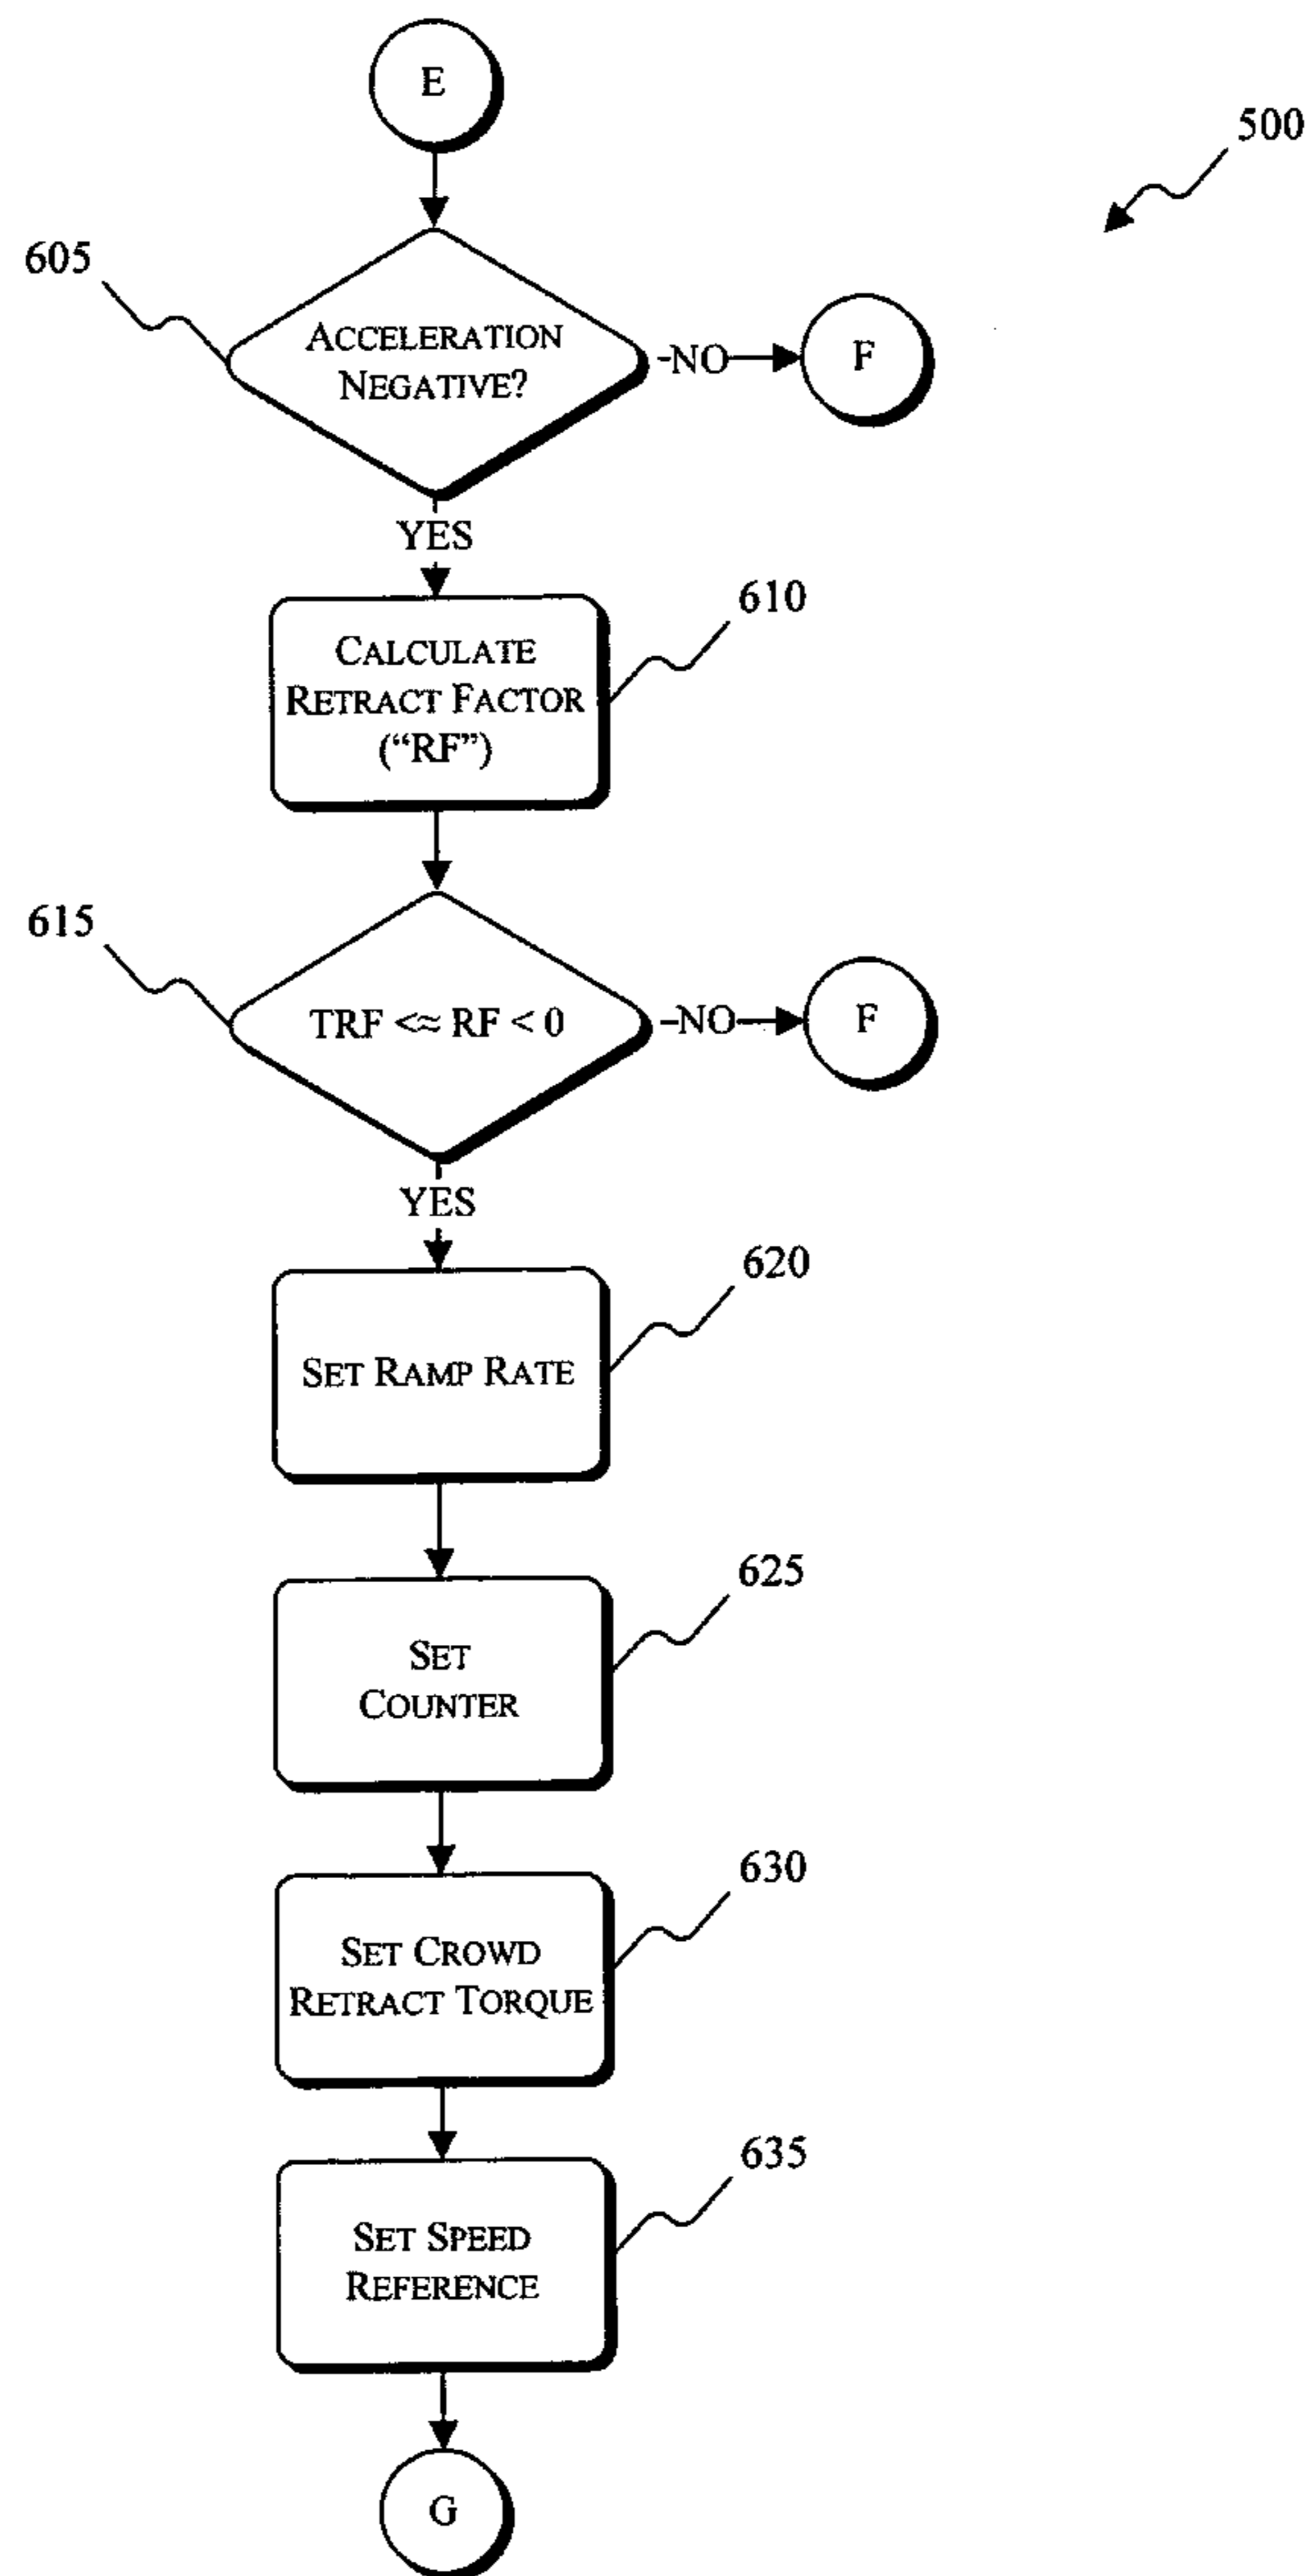 E
500
605
ACCELERATION
NEGATIVE?
-NO
F
YES
610
CALCULATE
RETRACT FACTOR
("RF")
615
TRF <≈ RF < 0
-NO
F
YES
620
SET RAMP RATE
625
SET
COUNTER
630
SET CROWD
RETRACT TORQUE
635
SET SPEED
REFERENCE
G